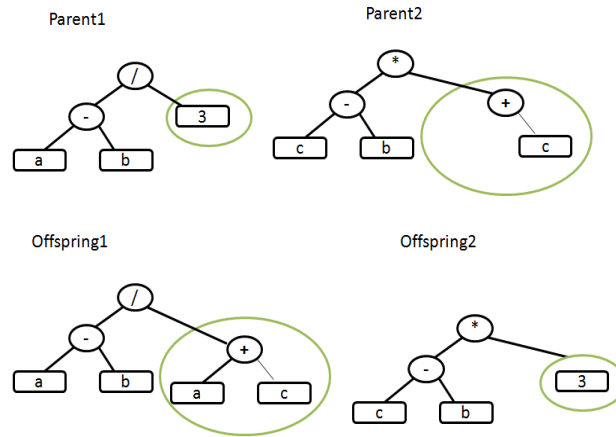 Parent1 Parent2
/ *
- 3 - +
a b c b c
Offspring1 Offspring2
/ *
- + - 3
a b a c c b